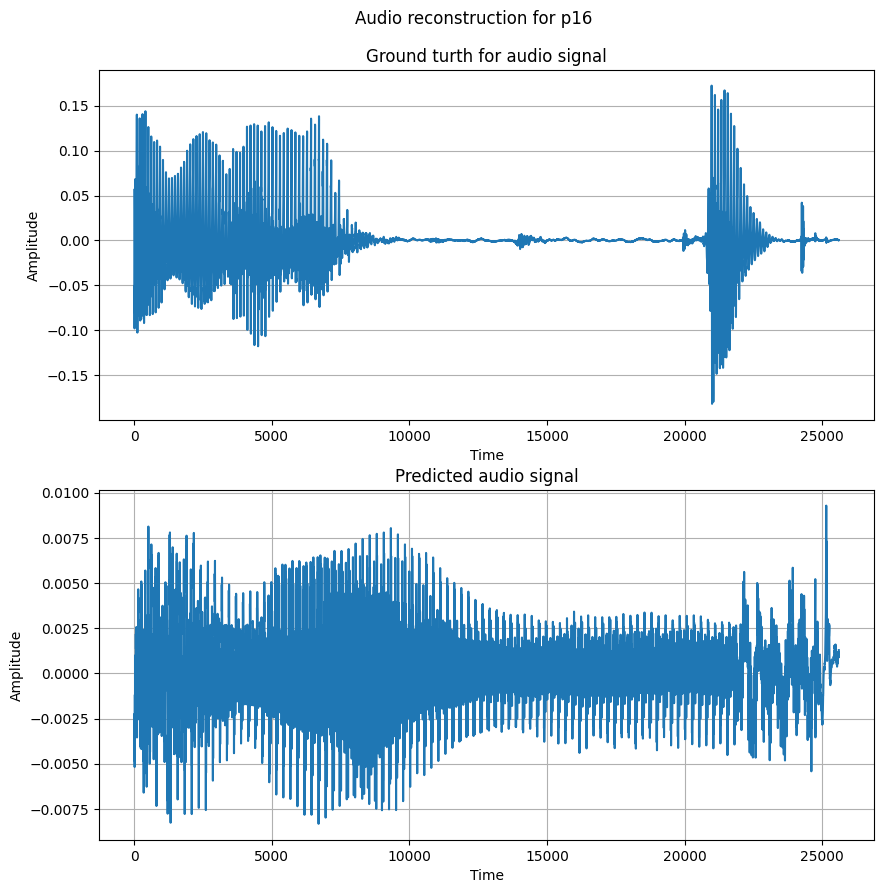 Audio reconstruction for p16
Ground turth for audio signal
0.15
0.10
0.05
0.00
−0.05
−0.10
−0.15
Amplitude
0 5000 10000 15000 20000 25000
Time
Predicted audio signal
0.0100
0.0075
0.0050
0.0025
0.0000
−0.0025
−0.0050
−0.0075
Amplitude
0 5000 10000 15000 20000 25000
Time